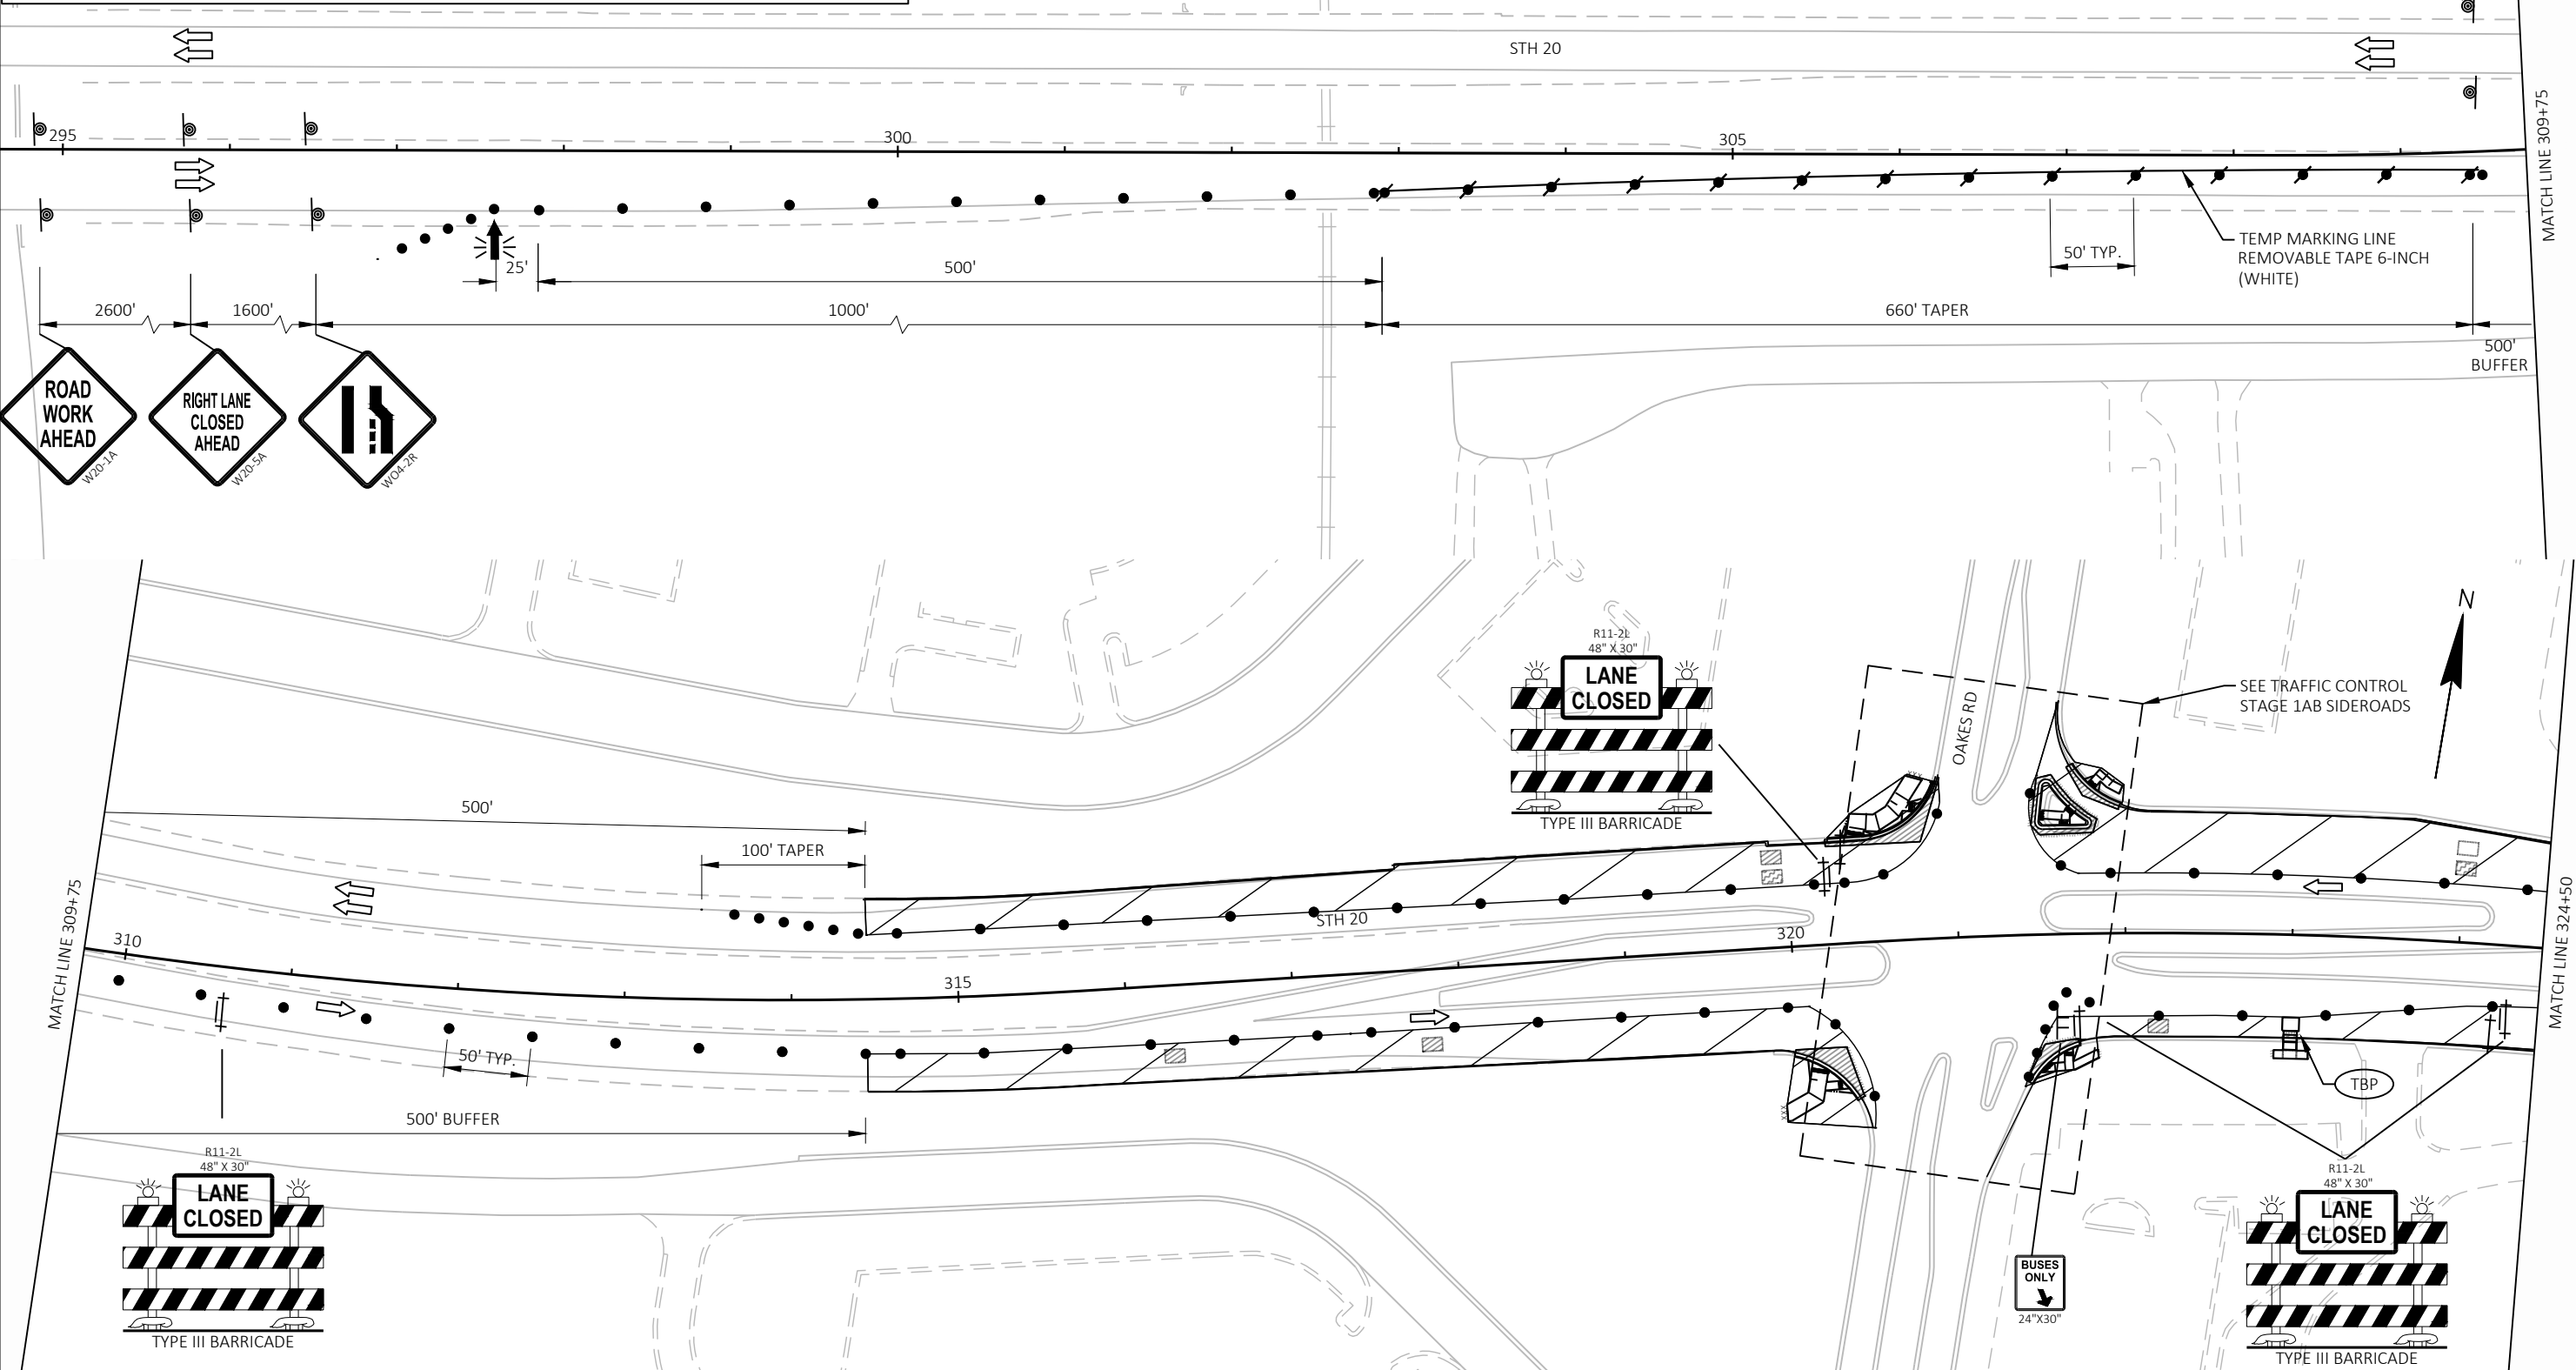 STH 20
295
300
305
MATCH LINE 309+75
25'
500'
50' TYP.
TEMP MARKING LINE
REMOVABLE TAPE 6-INCH
(WHITE)
2600'
1600'
1000'
660' TAPER
500'
BUFFER
ROAD
WORK
AHEAD
W20-1A
RIGHT LANE
CLOSED
AHEAD
W20-5A
WO4-2R
N
R11-2L
48" X 30"
LANE
CLOSED
TYPE III BARRICADE
OAKES RD
SEE TRAFFIC CONTROL
STAGE 1AB SIDEROADS
500'
100' TAPER
MATCH LINE 309+75
310
STH 20
315
320
MATCH LINE 324+50
XXX
XXX
50' TYP.
500' BUFFER
TBP
R11-2L
48" X 30"
LANE
CLOSED
TYPE III BARRICADE
BUSES
ONLY
24"X30"
R11-2L
48" X 30"
LANE
CLOSED
TYPE III BARRICADE